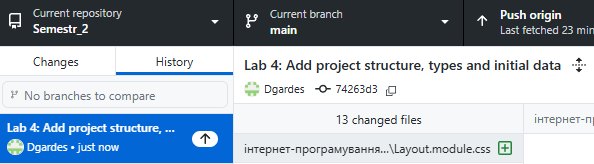 Current repository
Semestr_2
Current branch
main
Push origin
Last fetched 23 min
Changes
History
No branches to compare
Lab 4: Add project structure, ...
Dgardes • just now
Lab 4: Add project structure, types and initial data
Dgardes
74263d3
13 changed files
інтернет-п
інтернет-програмування...\Layout.module.css